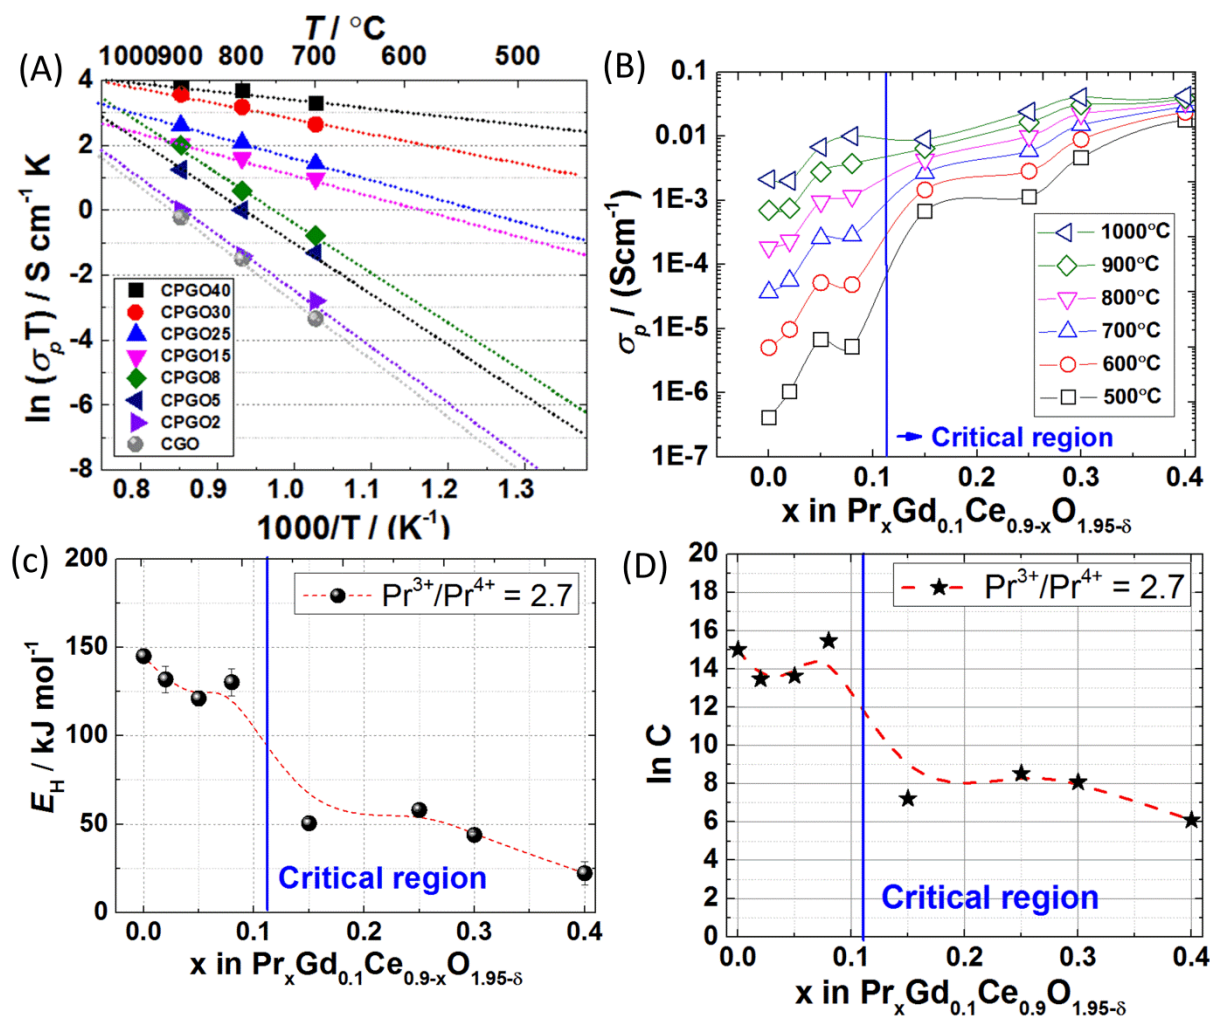 (A)
T / °C
1000 900 800 700 600 500
ln (σp T) / S cm⁻¹ K
4
2
0
-2
-4
-6
-8
CPGO40
CPGO30
CPGO25
CPGO15
CPGO8
CPGO5
CPGO2
CGO
0.8 0.9 1.0 1.1 1.2 1.3
1000/T / (K⁻¹)
(B)
σp / (Scm⁻¹)
0.1
0.01
1E-3
1E-4
1E-5
1E-6
1E-7
1000°C
900°C
800°C
700°C
600°C
500°C
Critical region
0.0 0.1 0.2 0.3 0.4
x in PrₓGd₀.₁Ce₀.₉₋ₓO₁.₉₅₋δ
(C)
EH / kJ mol⁻¹
200
150
100
50
0
Pr³⁺/Pr⁴⁺ = 2.7
Critical region
0.0 0.1 0.2 0.3 0.4
x in PrₓGd₀.₁Ce₀.₉₋ₓO₁.₉₅₋δ
(D)
ln C
20
18
16
14
12
10
8
6
4
2
0
Pr³⁺/Pr⁴⁺ = 2.7
Critical region
0.0 0.1 0.2 0.3 0.4
x in PrₓGd₀.₁Ce₀.₉O₁.₉₅₋δ